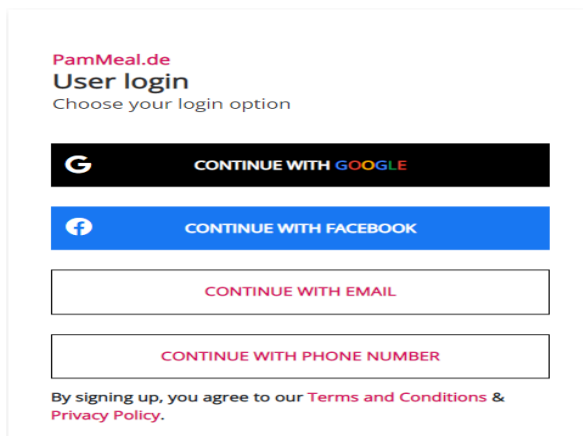 PamMeal.de
User login
Choose your login option
CONTINUE WITH GOOGLE
CONTINUE WITH FACEBOOK
CONTINUE WITH EMAIL
CONTINUE WITH PHONE NUMBER
By signing up, you agree to our Terms and Conditions &
Privacy Policy.